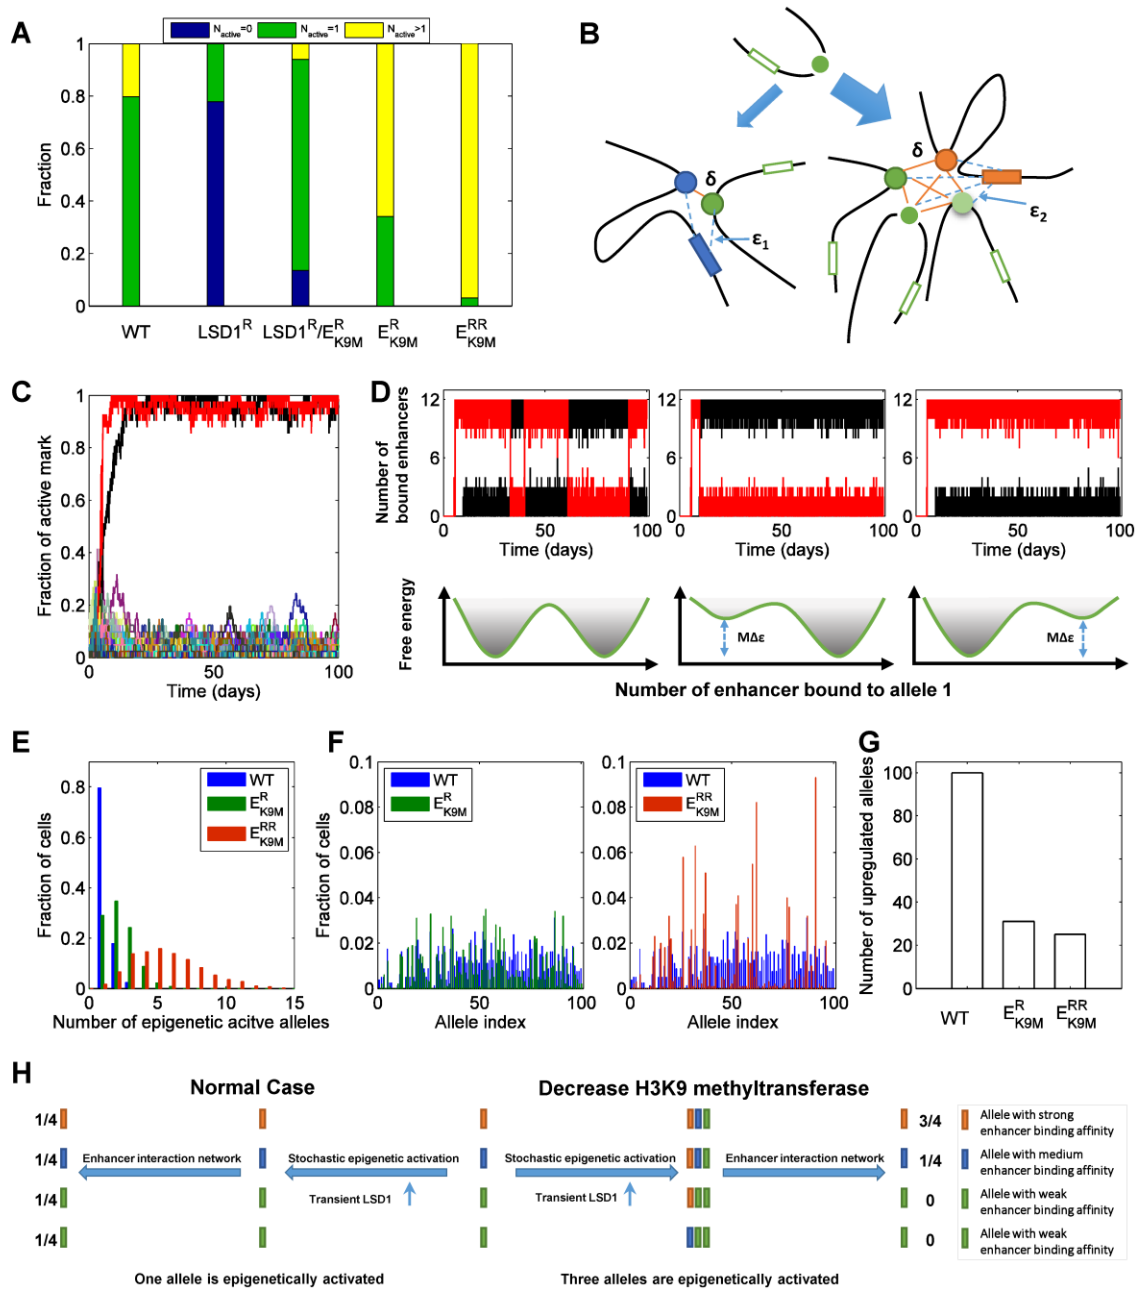 A
N active =0 N active =1 N active >1
1
0.8
0.6
0.4
0.2
0
Fraction
WT LSD1^R LSD1^R/E^R_K9M E^R_K9M E^RR_K9M
B
δ
ε1
δ
ε2
C
1
0.8
0.6
0.4
0.2
0
Fraction of active mark
0 50 100
Time (days)
D
Number of
bound enhancers
12
6
0
0 50 100
Time (days)
12
6
0
0 50 100
Time (days)
12
6
0
0 50 100
Time (days)
Free energy
MΔε
MΔε
Number of enhancer bound to allele 1
E
0.8
0.6
0.4
0.2
0
Fraction of cells
WT
E^R_K9M
E^RR_K9M
0 5 10 15
Number of epigenetic acitve alleles
F
0.1
0.08
0.06
0.04
0.02
0
Fraction of cells
WT
E^R_K9M
0 50 100
Allele index
0.1
0.08
0.06
0.04
0.02
0
Fraction of cells
WT
E^RR_K9M
0 50 100
Allele index
G
100
80
60
40
20
0
Number of upregulated alleles
WT E^R_K9M E^RR_K9M
H
Normal Case
Decrease H3K9 methyltransferase
1/4
1/4
1/4
1/4
Enhancer interaction network
Stochastic epigenetic activation
Transient LSD1
Stochastic epigenetic activation
Transient LSD1
Enhancer interaction network
3/4
1/4
0
0
Allele with strong
enhancer binding affinity
Allele with medium
enhancer binding affinity
Allele with weak
enhancer binding affinity
Allele with weak
enhancer binding affinity
One allele is epigenetically activated
Three alleles are epigenetically activated